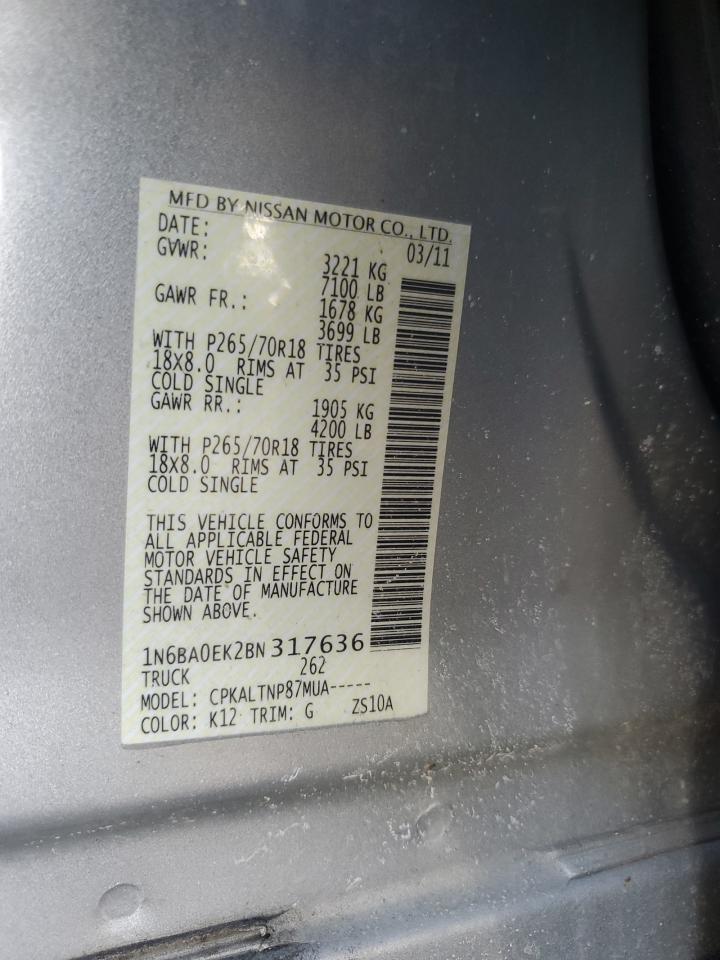 MFD BY NISSAN MOTOR CO., LTD.
DATE: 03/11
GVWR: 3221 KG
7100 LB
GAWR FR.: 1678 KG
3699 LB
WITH P265/70R18 TIRES
18X8.0 RIMS AT 35 PSI
COLD SINGLE
GAWR RR.: 1905 KG
4200 LB
WITH P265/70R18 TIRES
18X8.0 RIMS AT 35 PSI
COLD SINGLE
THIS VEHICLE CONFORMS TO
ALL APPLICABLE FEDERAL
MOTOR VEHICLE SAFETY
STANDARDS IN EFFECT ON
THE DATE OF MANUFACTURE
SHOWN ABOVE.
1N6BA0EK2BN317636
TRUCK 262
MODEL: CPKALTNP87MUA-----
COLOR: K12 TRIM: G ZS10A